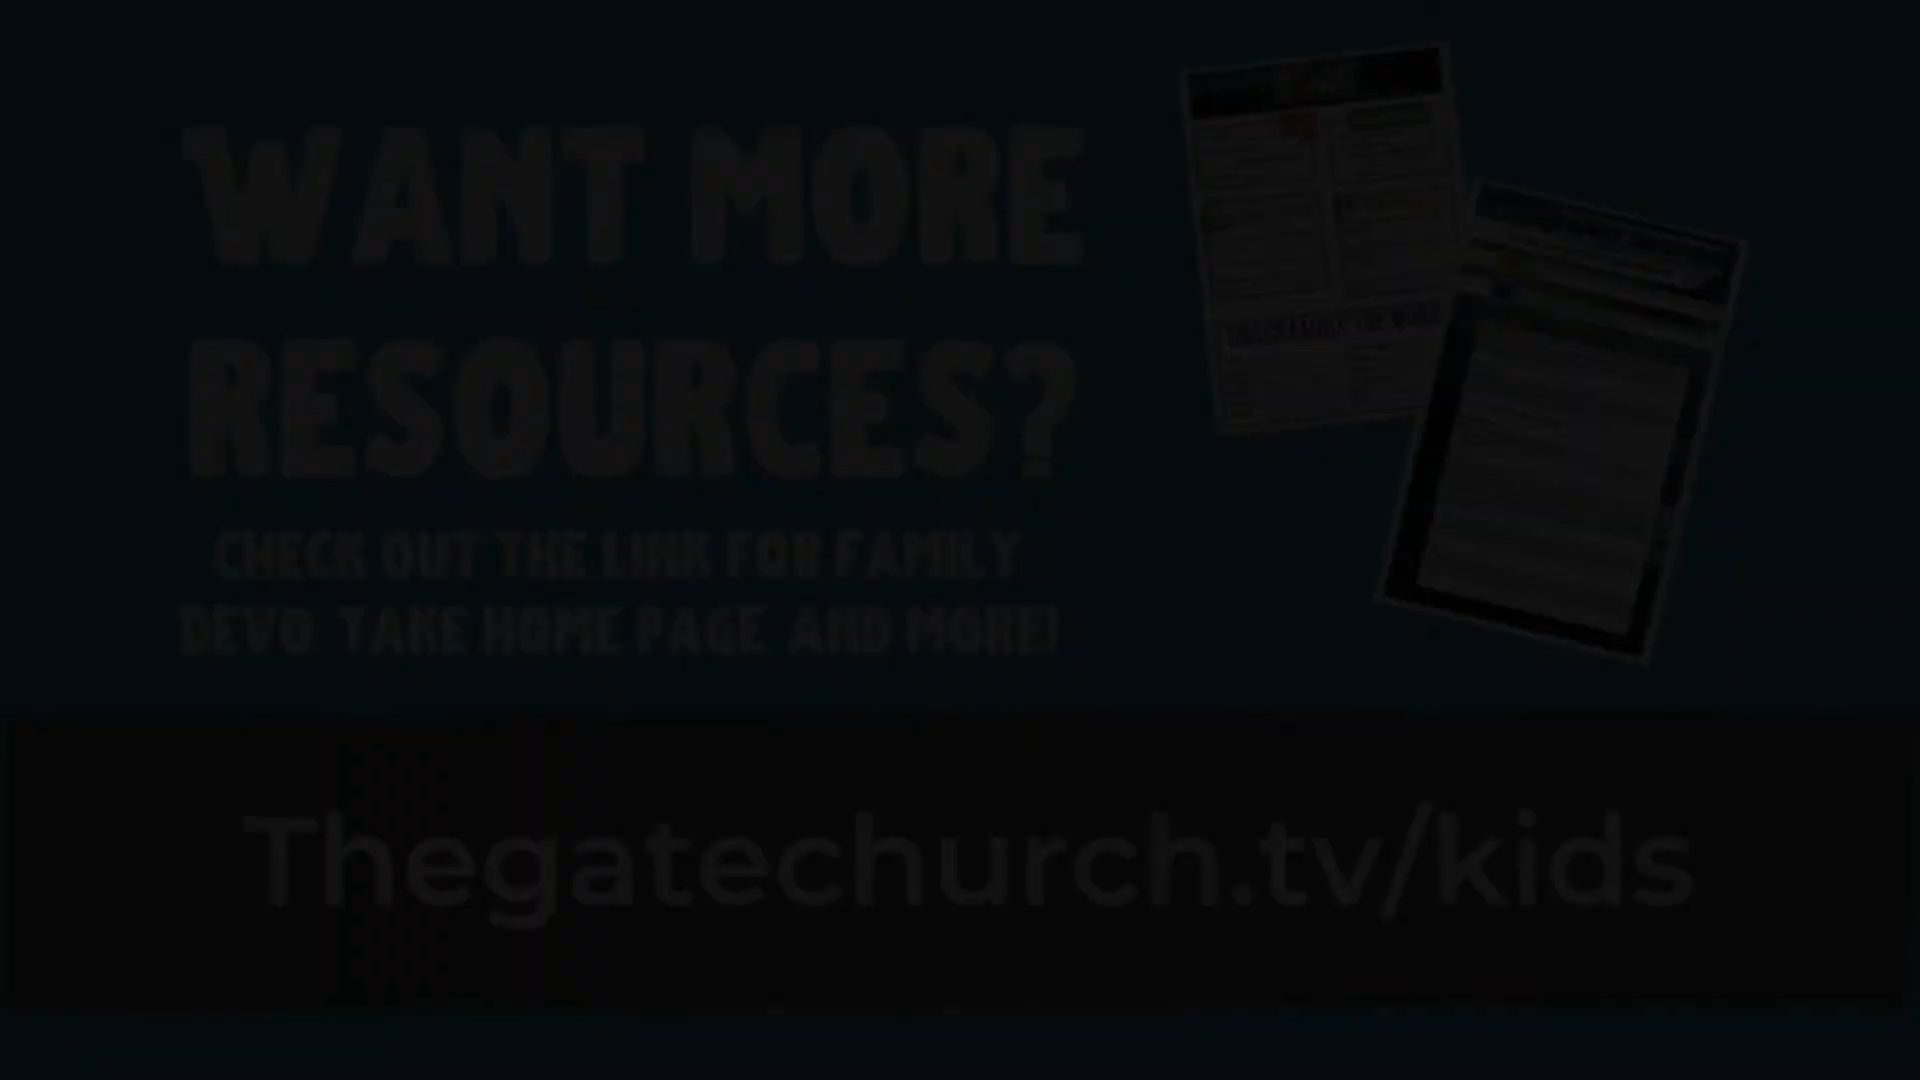 WANT MORE
RESOURCES?
CHECK OUT THE LINK FOR FAMILY
DEVO TAKE HOME PAGE AND MORE!
Thegatechurch.tv/kids